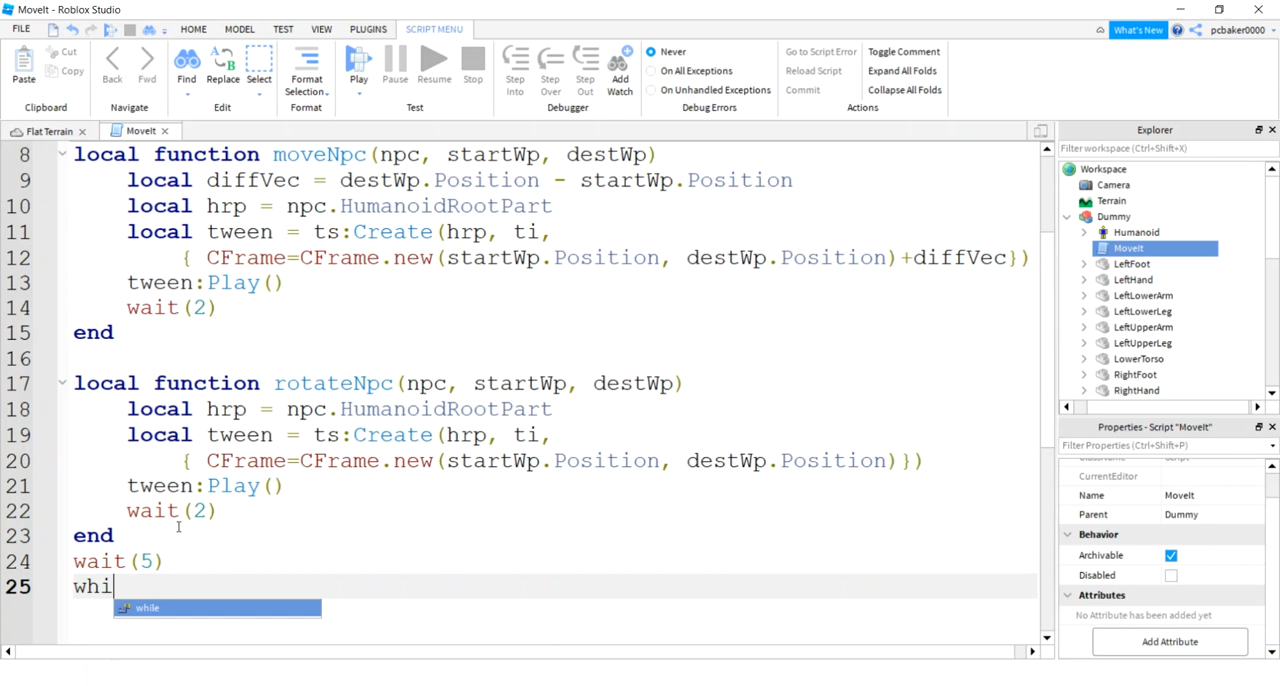 MoveIt - Roblox Studio
FILE HOME MODEL TEST VIEW PLUGINS SCRIPT MENU What's New pcbaker0000
Paste Cut Copy Back Fwd Find Replace Select Format Selection Play Pause Resume Stop Step Into Step Over Step Out Add Watch
Never On All Exceptions On Unhandled Exceptions
Go to Script Error Reload Script Commit
Toggle Comment Expand All Folds Collapse All Folds
Clipboard Navigate Edit Format Test Debugger Debug Errors Actions
Flat Terrain MoveIt
8 local function moveNpc(npc, startWp, destWp)
9 local diffVec = destWp.Position - startWp.Position
10 local hrp = npc.HumanoidRootPart
11 local tween = ts:Create(hrp, ti,
12 { CFrame=CFrame.new(startWp.Position, destWp.Position)+diffVec})
13 tween:Play()
14 wait(2)
15 end
16
17 local function rotateNpc(npc, startWp, destWp)
18 local hrp = npc.HumanoidRootPart
19 local tween = ts:Create(hrp, ti,
20 { CFrame=CFrame.new(startWp.Position, destWp.Position)})
21 tween:Play()
22 wait(2)
23 end
24 wait(5)
25 whi
while
Explorer
Filter workspace (Ctrl+Shift+X)
Workspace
Camera
Terrain
Dummy
Humanoid
MoveIt
LeftFoot
LeftHand
LeftLowerArm
LeftLowerLeg
LeftUpperArm
LeftUpperLeg
LowerTorso
RightFoot
RightHand
Properties - Script "MoveIt"
Filter Properties (Ctrl+Shift+P)
CurrentEditor
Name MoveIt
Parent Dummy
Behavior
Archivable
Disabled
Attributes
No Attribute has been added yet
Add Attribute